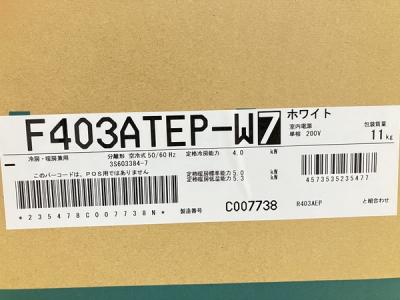 F403ATEP-W7 ホワイト
冷房・暖房兼用
分離形 空冷式 50/60 Hz
3S603384-7
定格冷房能力 4.0 kW
室内電源
単相 200V
包装質量
11kg
このバーコードは、POS用ではありません
定格暖房標準能力 5.0 kW
定格暖房低温能力 5.3 kW
4573535235477
*235478C007738N*
製造番号 C007738
R403AEP と組合わせ